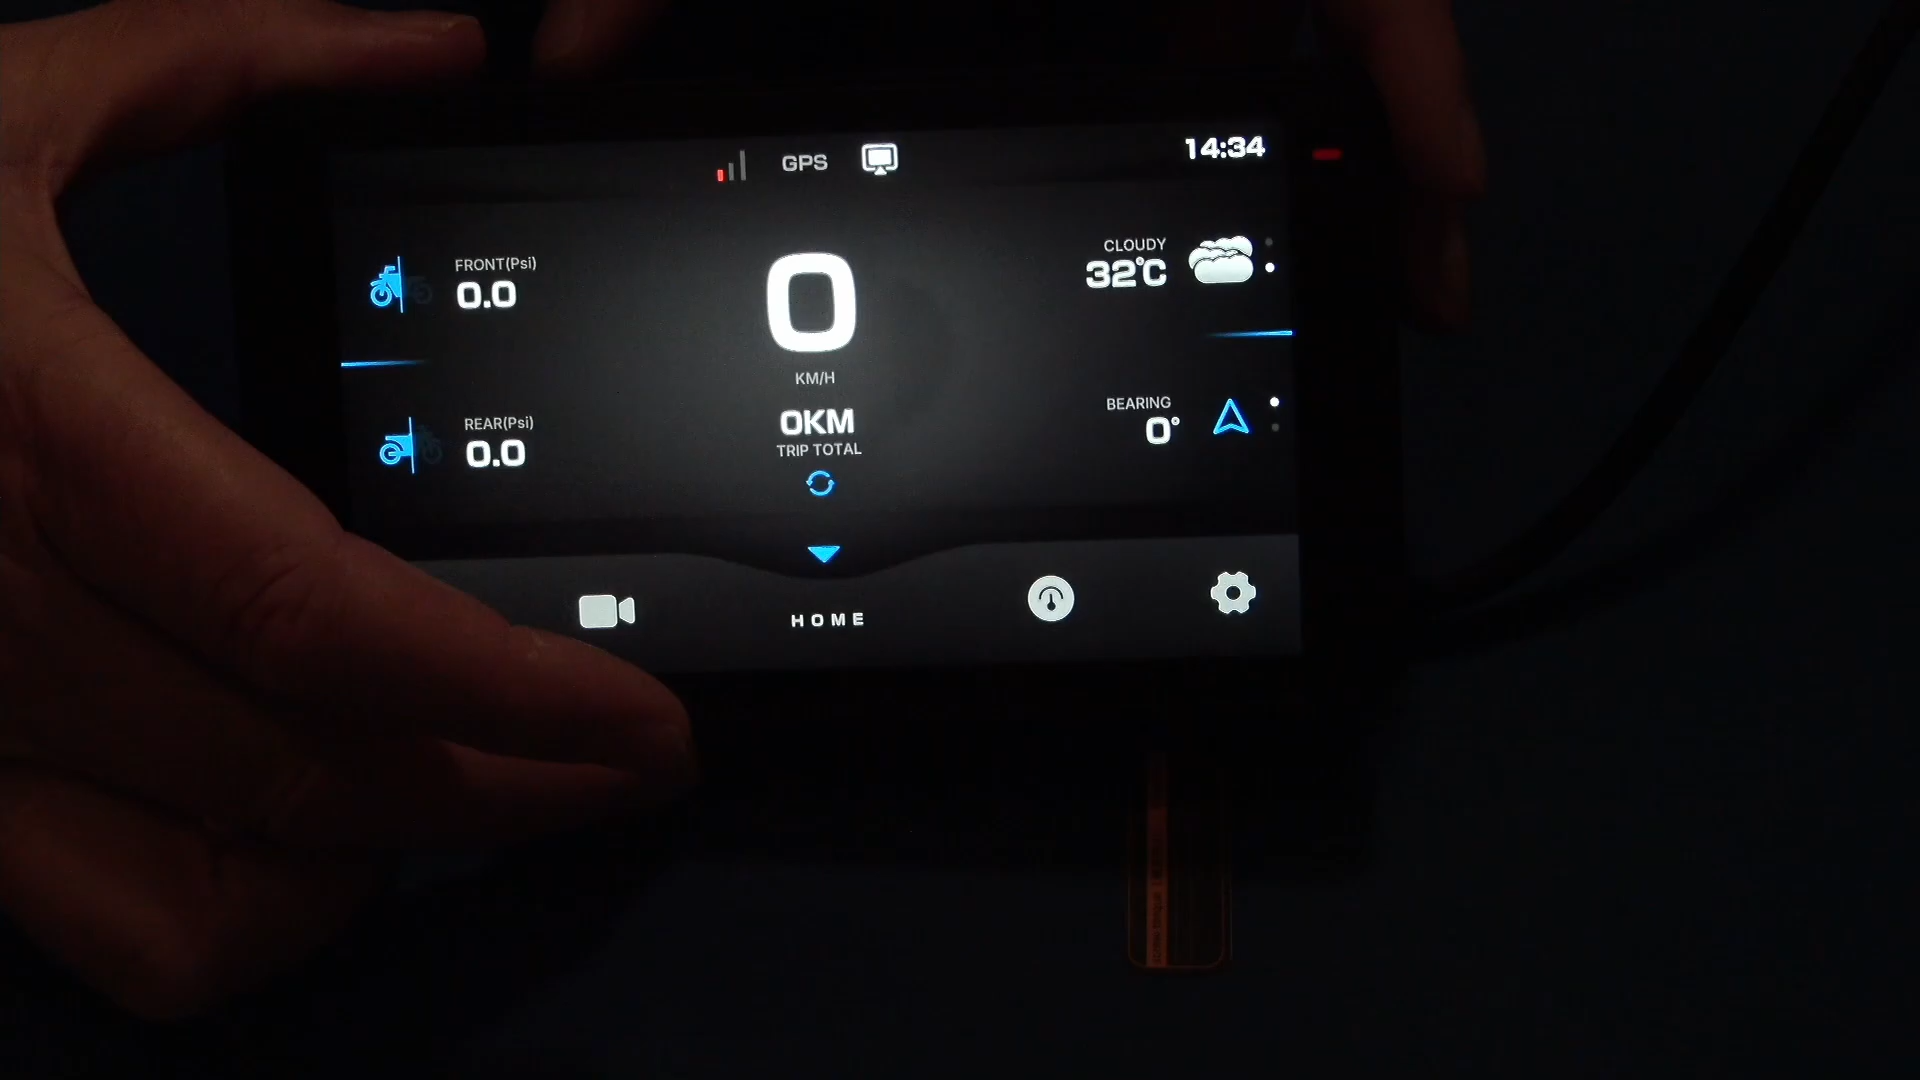 GPS
14:34
FRONT(Psi)
0.0
0
KM/H
CLOUDY
32°C
REAR(Psi)
0.0
0KM
TRIP TOTAL
BEARING
0°
HOME